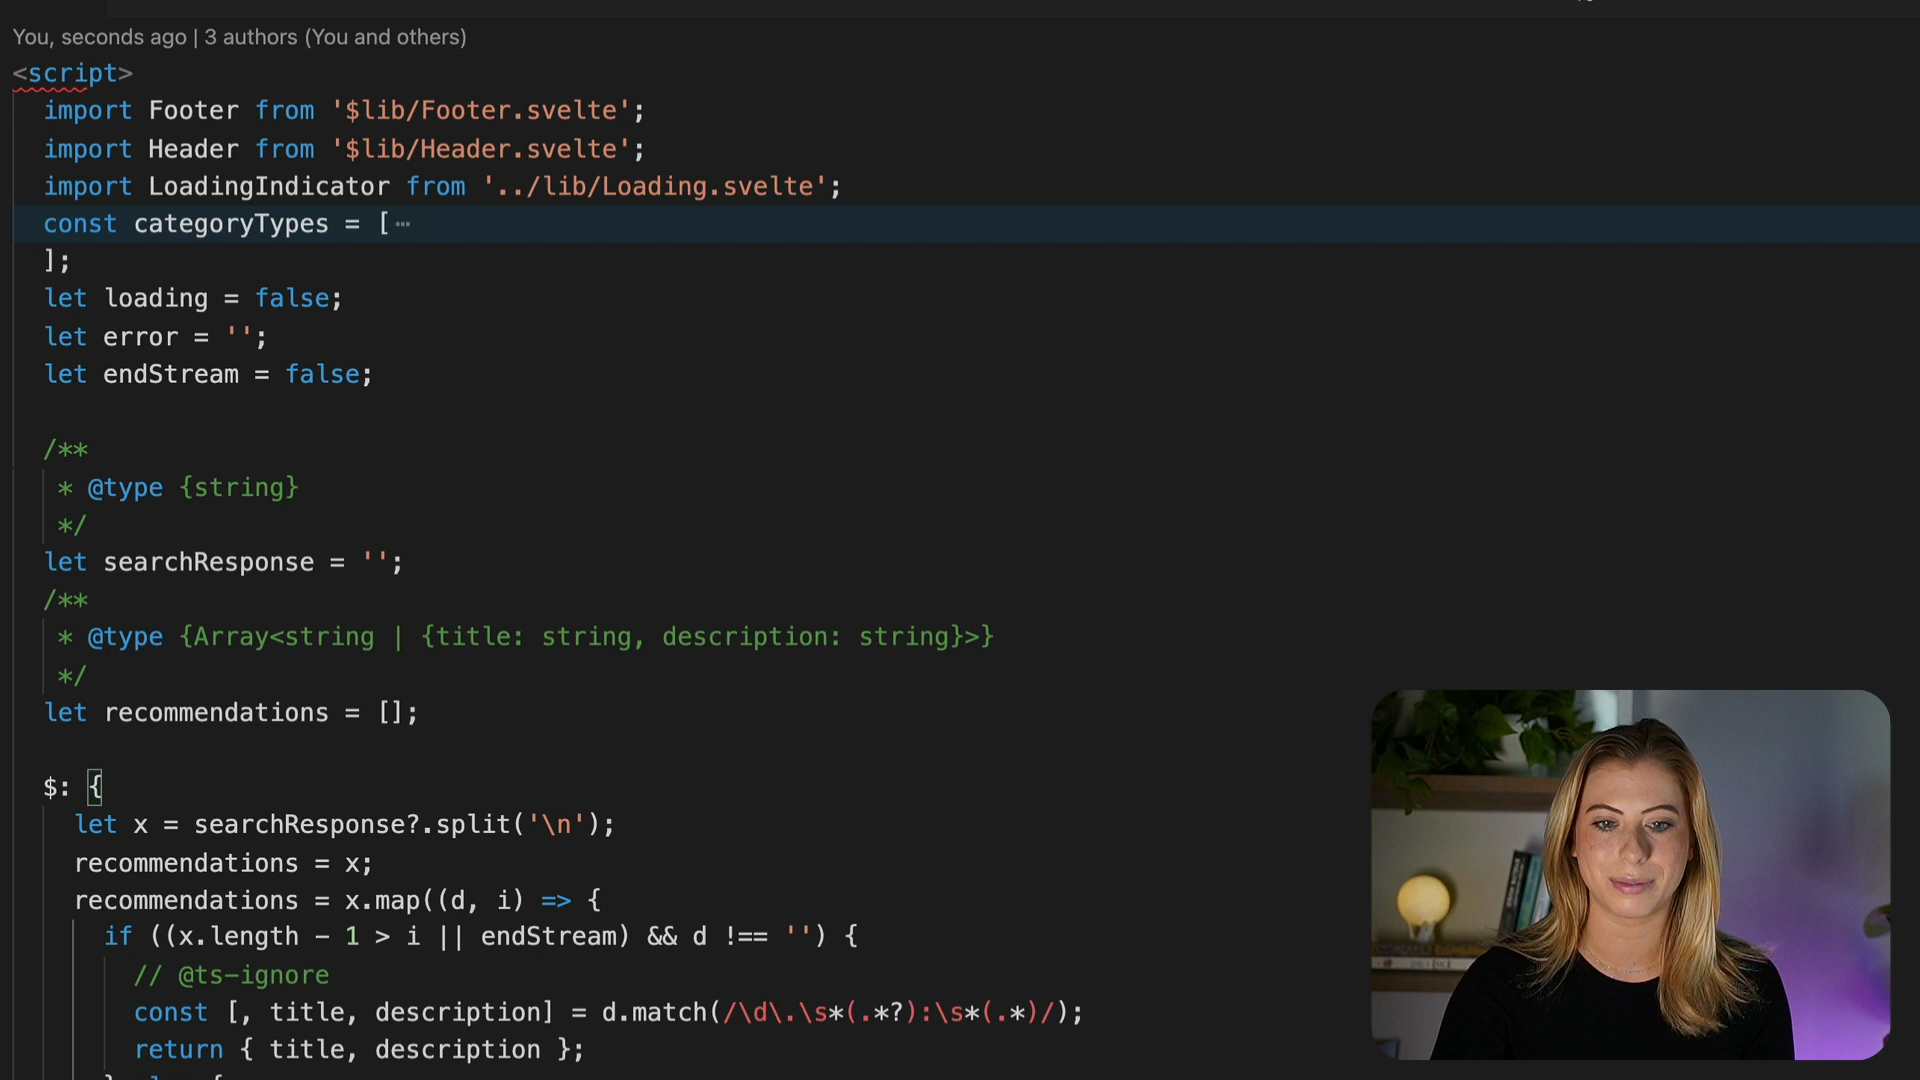 You, seconds ago | 3 authors (You and others)
<script>
import Footer from '$lib/Footer.svelte';
import Header from '$lib/Header.svelte';
import LoadingIndicator from '../lib/Loading.svelte';
const categoryTypes = [ ⋯
];
let loading = false;
let error = '';
let endStream = false;
/**
* @type {string}
*/
let searchResponse = '';
/**
* @type {Array<string | {title: string, description: string}>}
*/
let recommendations = [];
$: {
let x = searchResponse?.split('\n');
recommendations = x;
recommendations = x.map((d, i) => {
if ((x.length - 1 > i || endStream) && d !== '') {
// @ts-ignore
const [, title, description] = d.match(/\d\.\s*(.*?):\s*(.*)/);
return { title, description };